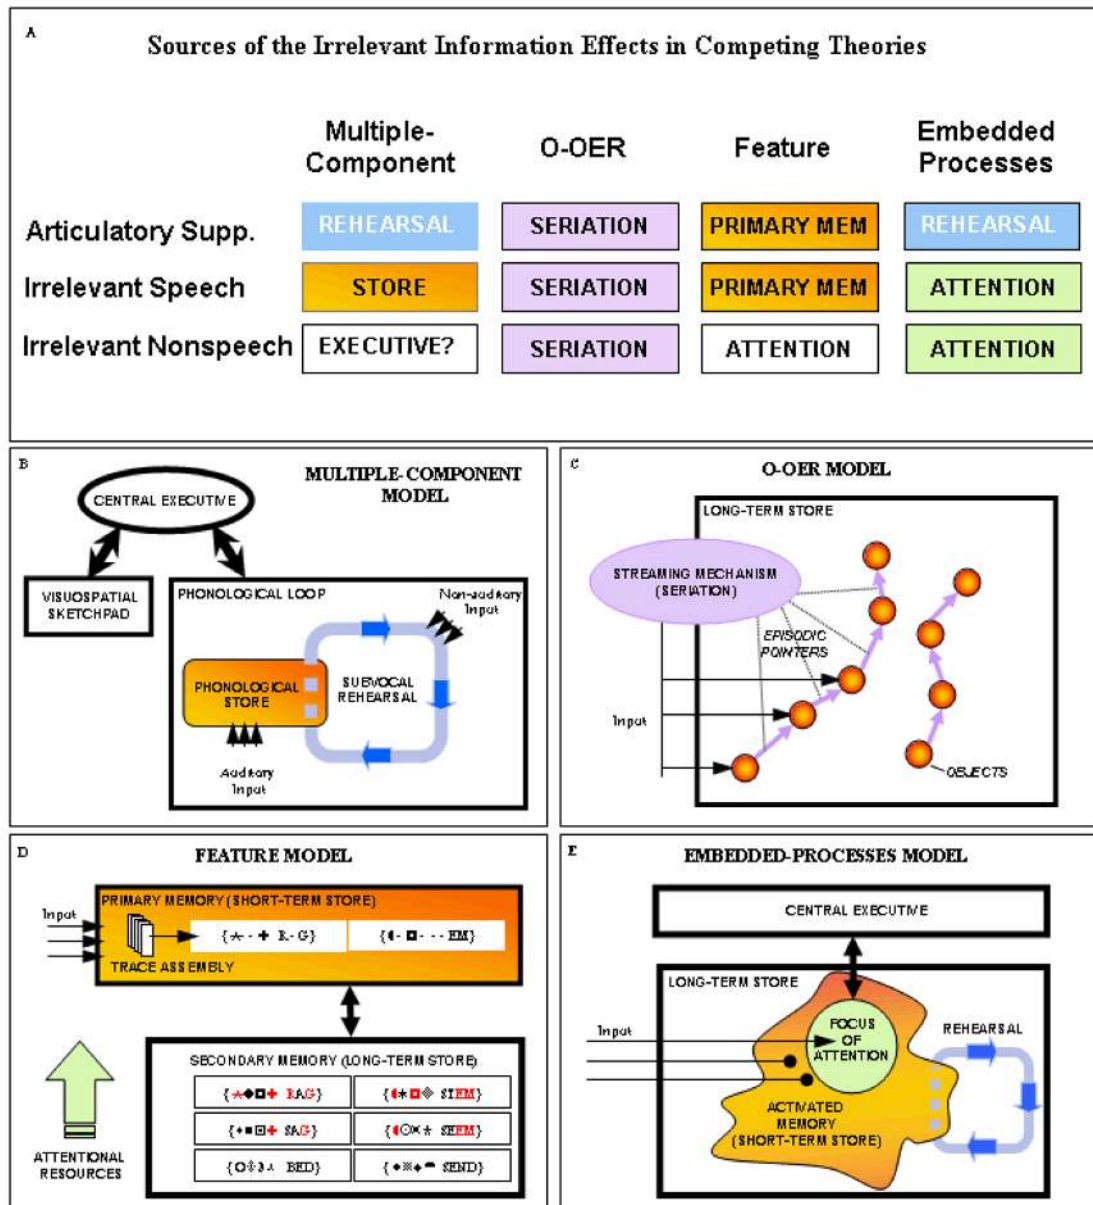 A
Sources of the Irrelevant Information Effects in Competing Theories
Multiple-
Component
O-OER
Feature
Embedded
Processes
Articulatory Supp.
REHEARSAL
SERIATION
PRIMARY MEM
REHEARSAL
Irrelevant Speech
STORE
SERIATION
PRIMARY MEM
ATTENTION
Irrelevant Nonspeech
EXECUTIVE?
SERIATION
ATTENTION
ATTENTION
B
MULTIPLE-COMPONENT
MODEL
CENTRAL EXECUTIVE
VISUOSPATIAL
SKETCHPAD
PHONOLOGICAL LOOP
Non-auditory
Input
PHONOLOGICAL
STORE
SUBVOCAL
REHEARSAL
Auditory
Input
C
O-OER MODEL
LONG-TERM STORE
STREAMING MECHANISM
(SERIATION)
EPISODIC
POINTERS
Input
OBJECTS
D
FEATURE MODEL
PRIMARY MEMORY (SHORT-TERM STORE)
Input
R-G}
EM}
TRACE ASSEMBLY
SECONDARY MEMORY (LONG-TERM STORE)
RAG}
STEM}
SAG}
SEEM}
BED}
SEND}
ATTENTIONAL
RESOURCES
E
EMBEDDED-PROCESSES MODEL
CENTRAL EXECUTIVE
LONG-TERM STORE
Input
FOCUS
OF
ATTENTION
REHEARSAL
ACTIVATED
MEMORY
(SHORT-TERM STORE)